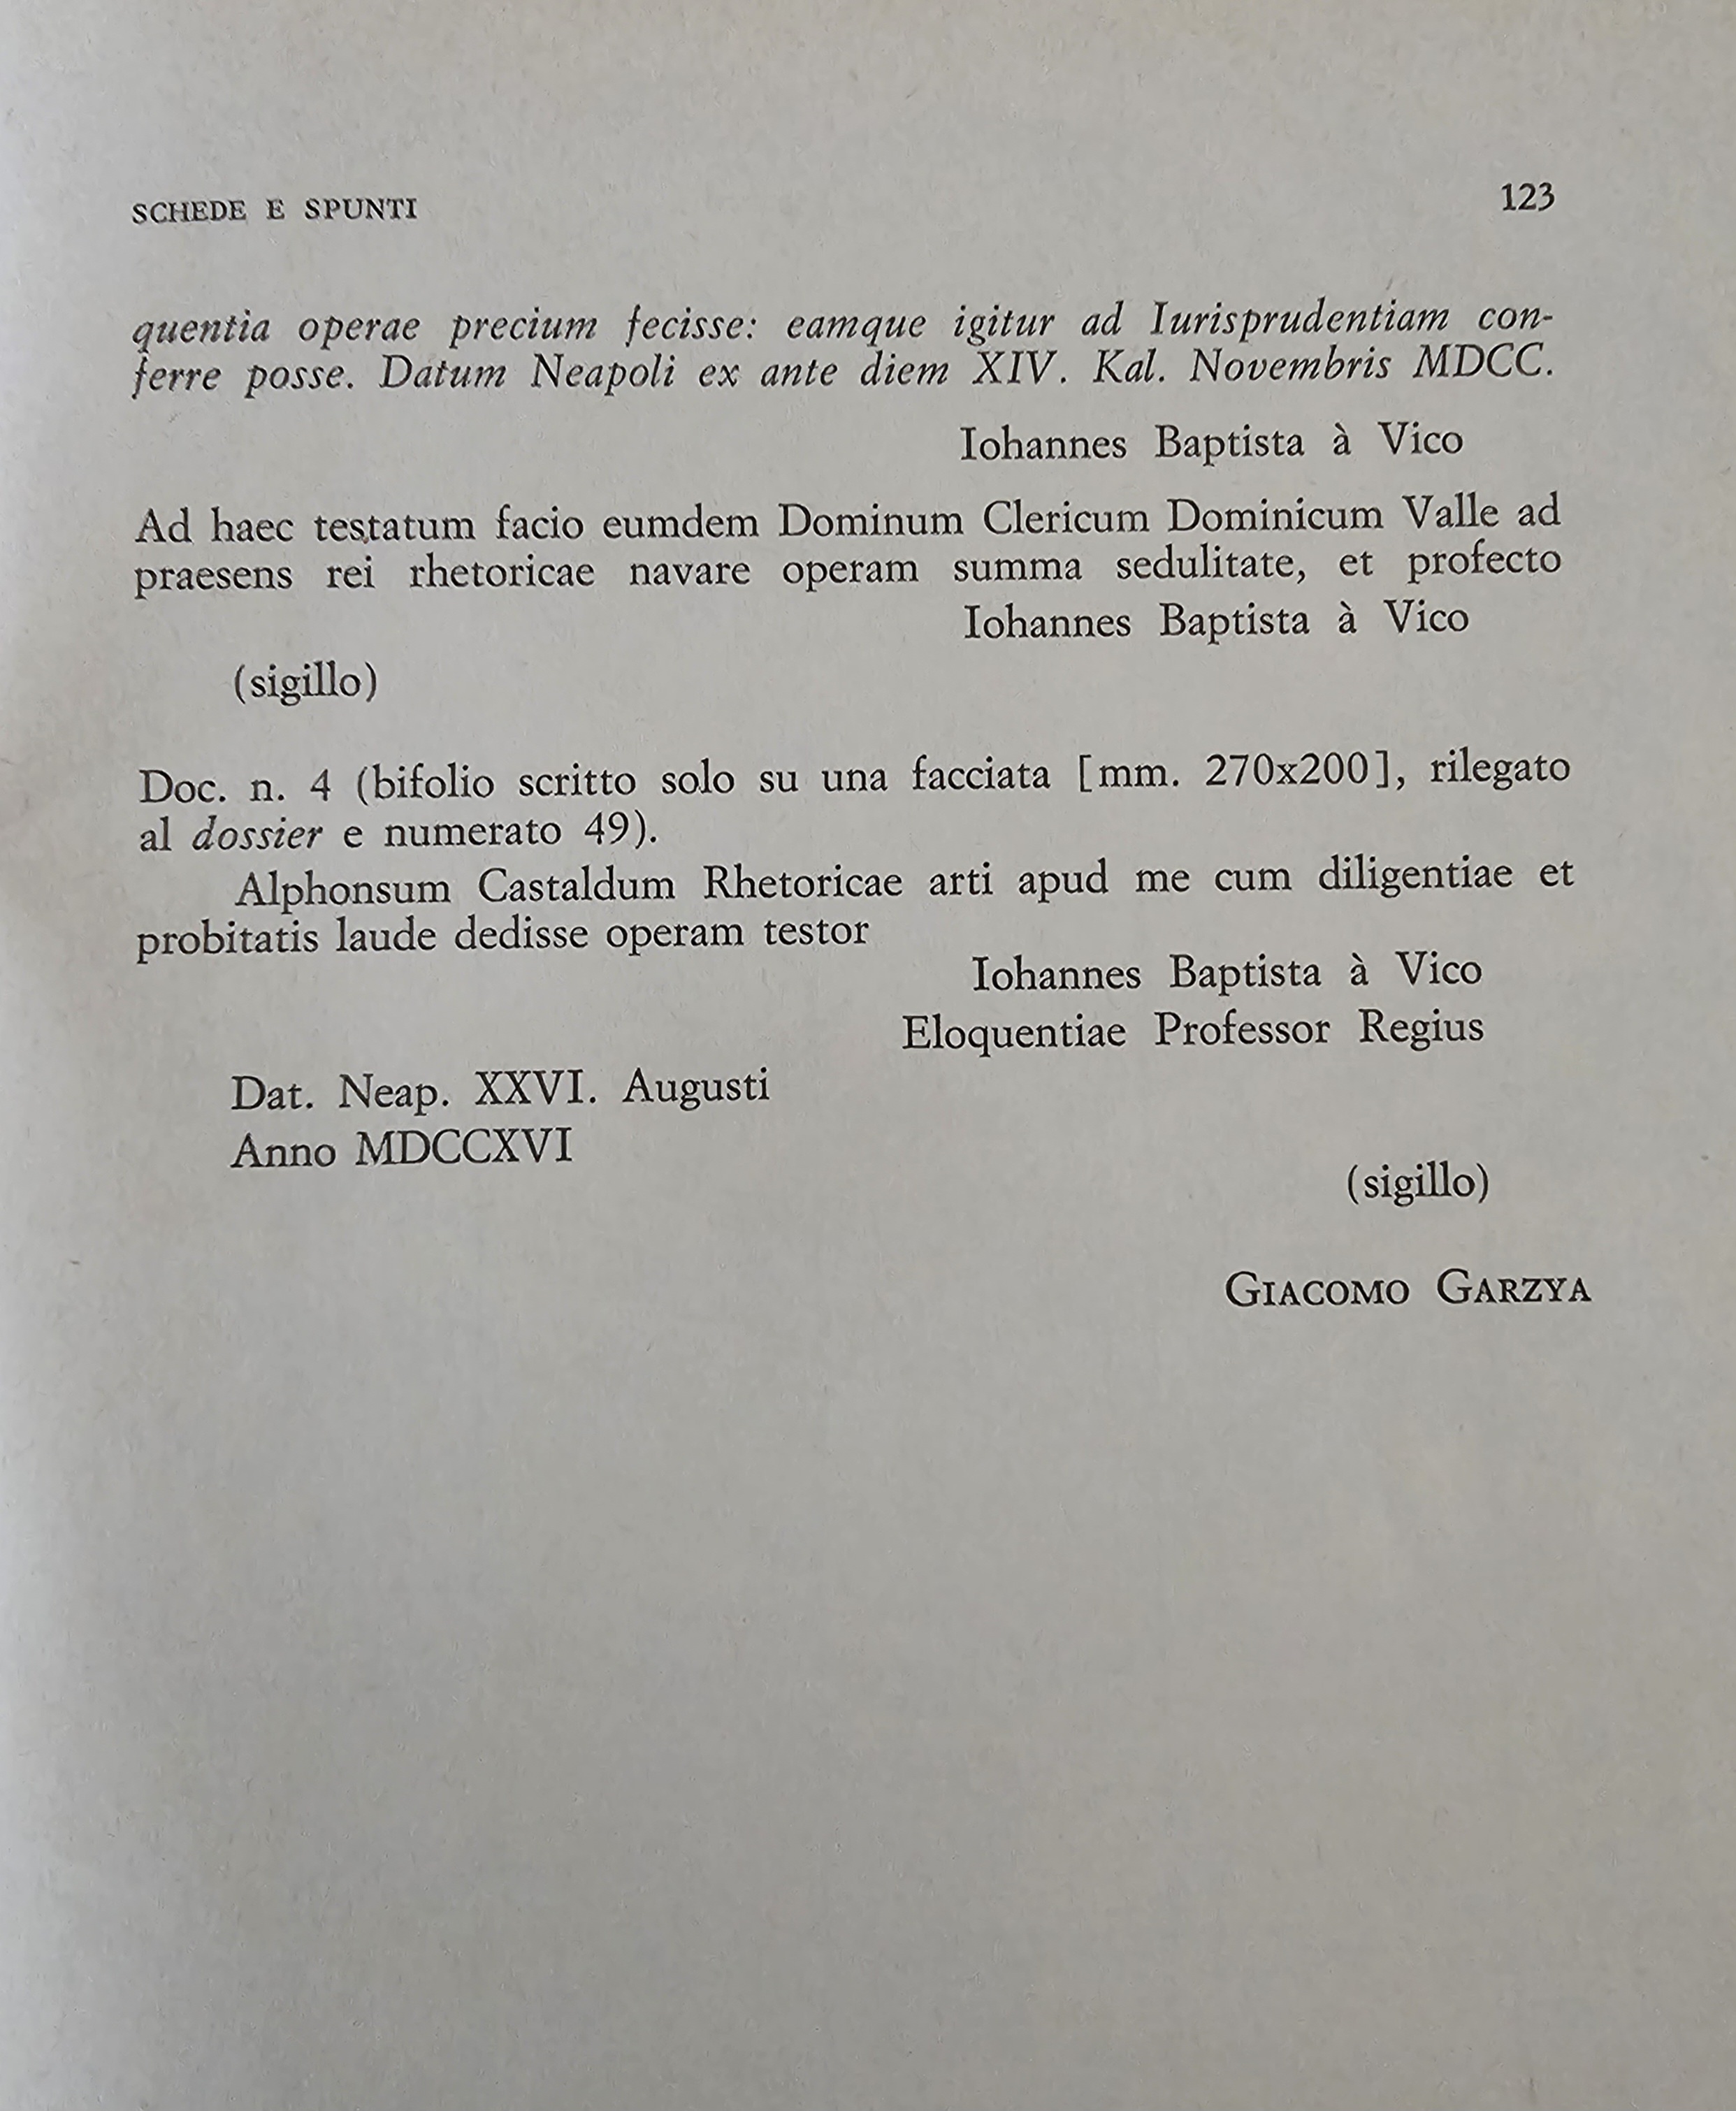 SCHEDE E SPUNTI 123
quentia operae precium fecisse: eamque igitur ad Iurisprudentiam con-
ferre posse. Datum Neapoli ex ante diem XIV. Kal. Novembris MDCC.
Iohannes Baptista à Vico
Ad haec testatum facio eumdem Dominum Clericum Dominicum Valle ad
praesens rei rhetoricae navare operam summa sedulitate, et profecto
Iohannes Baptista à Vico
(sigillo)
Doc. n. 4 (bifolio scritto solo su una facciata [mm. 270x200], rilegato
al dossier e numerato 49).
Alphonsum Castaldum Rhetoricae arti apud me cum diligentiae et
probitatis laude dedisse operam testor
Iohannes Baptista à Vico
Eloquentiae Professor Regius
Dat. Neap. XXVI. Augusti
Anno MDCCXVI
(sigillo)
GIACOMO GARZYA